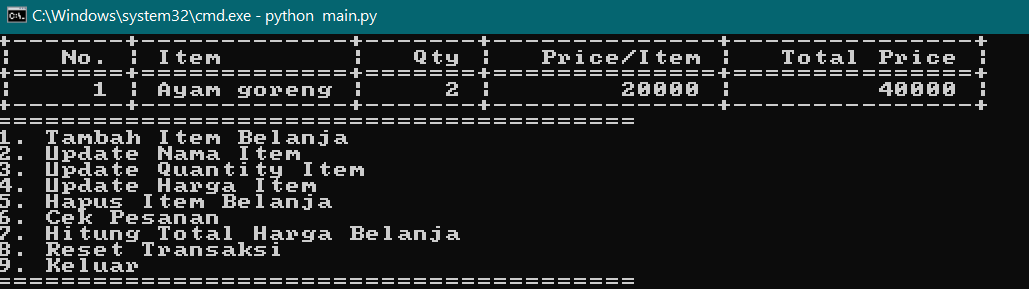 C:\Windows\system32\cmd.exe - python  main.py
+-------+-------------+-------+--------------+---------------+
¦   No. ¦ Item        ¦   Qty ¦   Price/Item ¦   Total Price ¦
+=======+=============+=======+==============+===============+
¦     1 ¦ Ayam goreng ¦     2 ¦        20000 ¦         40000 ¦
+-------+-------------+-------+--------------+---------------+
========================================
1. Tambah Item Belanja
2. Update Nama Item
3. Update Quantity Item
4. Update Harga Item
5. Hapus Item Belanja
6. Cek Pesanan
7. Hitung Total Harga Belanja
8. Reset Transaksi
9. Keluar
========================================